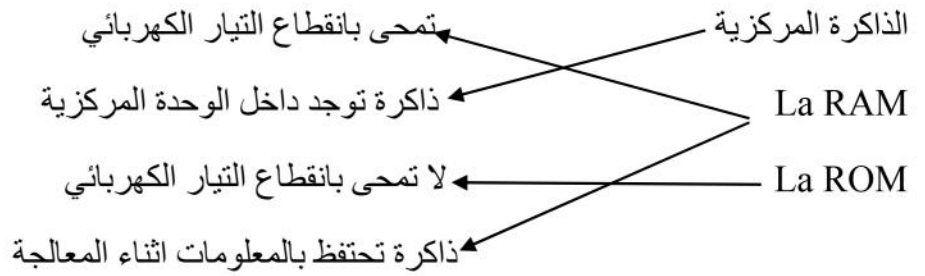 الذاكرة المركزية تمحى بانقطاع التيار الكهربائي
La RAM ذاكرة توجد داخل الوحدة المركزية
La ROM لا تمحى بانقطاع التيار الكهربائي
ذاكرة تحتفظ بالمعلومات اثناء المعالجة